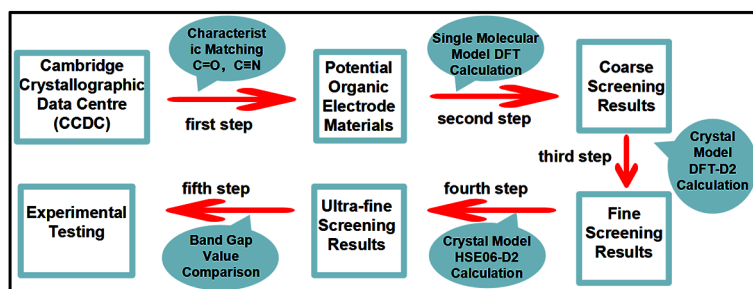 Cambridge
Crystallographic
Data Centre
(CCDC)
Characterist
ic Matching
C=O, C≡N
first step
Potential
Organic
Electrode
Materials
Single Molecular
Model DFT
Calculation
second step
Coarse
Screening
Results
third step
Crystal
Model
DFT-D2
Calculation
Fine
Screening
Results
fourth step
Crystal Model
HSE06-D2
Calculation
Ultra-fine
Screening
Results
fifth step
Band Gap
Value
Comparison
Experimental
Testing